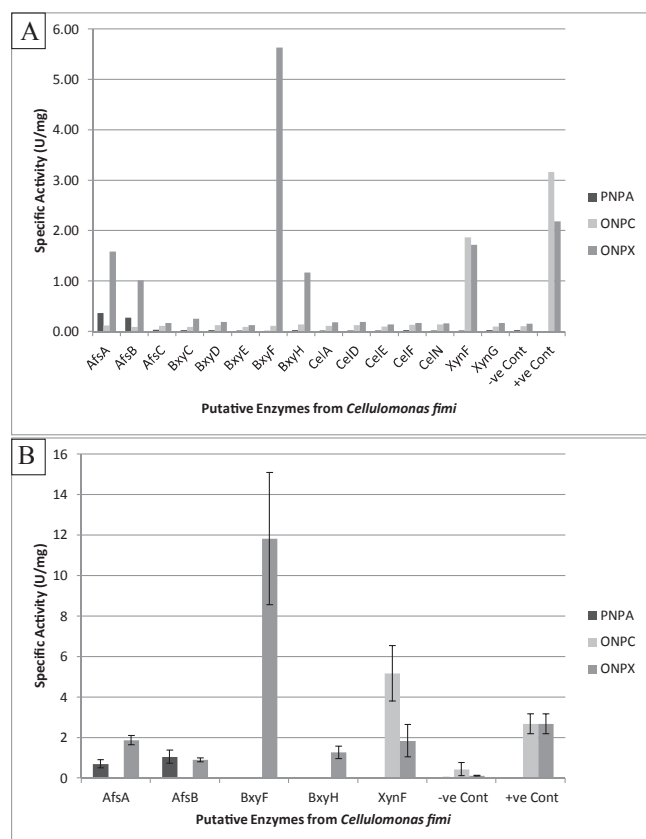 A
6.00
5.00
4.00
3.00
2.00
1.00
0.00
Specific Activity (U/mg)
PNPA
ONPC
ONPX
AfsA
AfsB
AfsC
BxyC
BxyD
BxyE
BxyF
BxyH
CelA
CelD
CelE
CelF
CelN
XynF
XynG
-ve Cont
+ve Cont
Putative Enzymes from Cellulomonas fimi
B
16
14
12
10
8
6
4
2
0
Specific Activity (U/mg)
PNPA
ONPC
ONPX
AfsA AfsB BxyF BxyH XynF -ve Cont +ve Cont
Putative Enzymes from Cellulomonas fimi